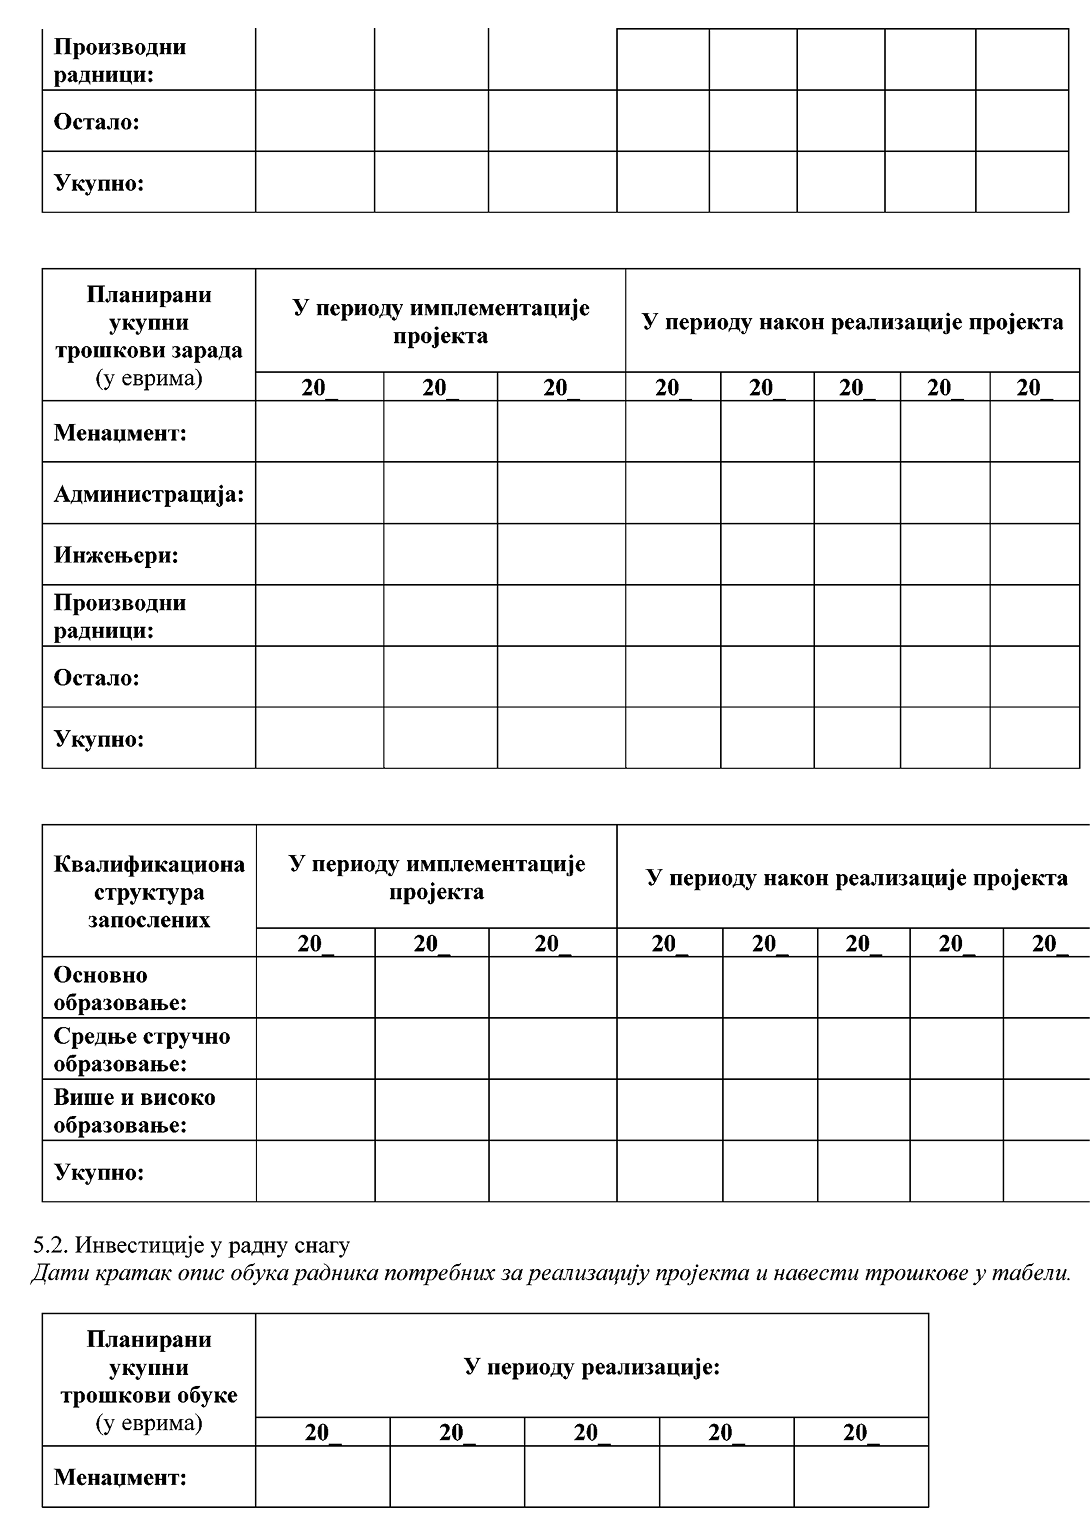 Производни
радници:
Остало:
Укупно:
Планирани
укупни
трошкови зарада
(у еврима)
У периоду имплементације
пројекта
У периоду након реализације пројекта
20_ 20_ 20_ 20_ 20_ 20_ 20_ 20_
Менаџмент:
Администрација:
Инжењери:
Производни
радници:
Остало:
Укупно:
Квалификациона
структура
запослених
У периоду имплементације
пројекта
У периоду након реализације пројекта
20_ 20_ 20_ 20_ 20_ 20_ 20_ 20_
Основно
образовање:
Средње стручно
образовање:
Више и високо
образовање:
Укупно:
5.2. Инвестиције у радну снагу
Дати кратак опис обука радника потребних за реализацију пројекта и навести трошкове у табели.
Планирани
укупни
трошкови обуке
(у еврима)
У периоду реализације:
20_ 20_ 20_ 20_ 20_
Менаџмент: